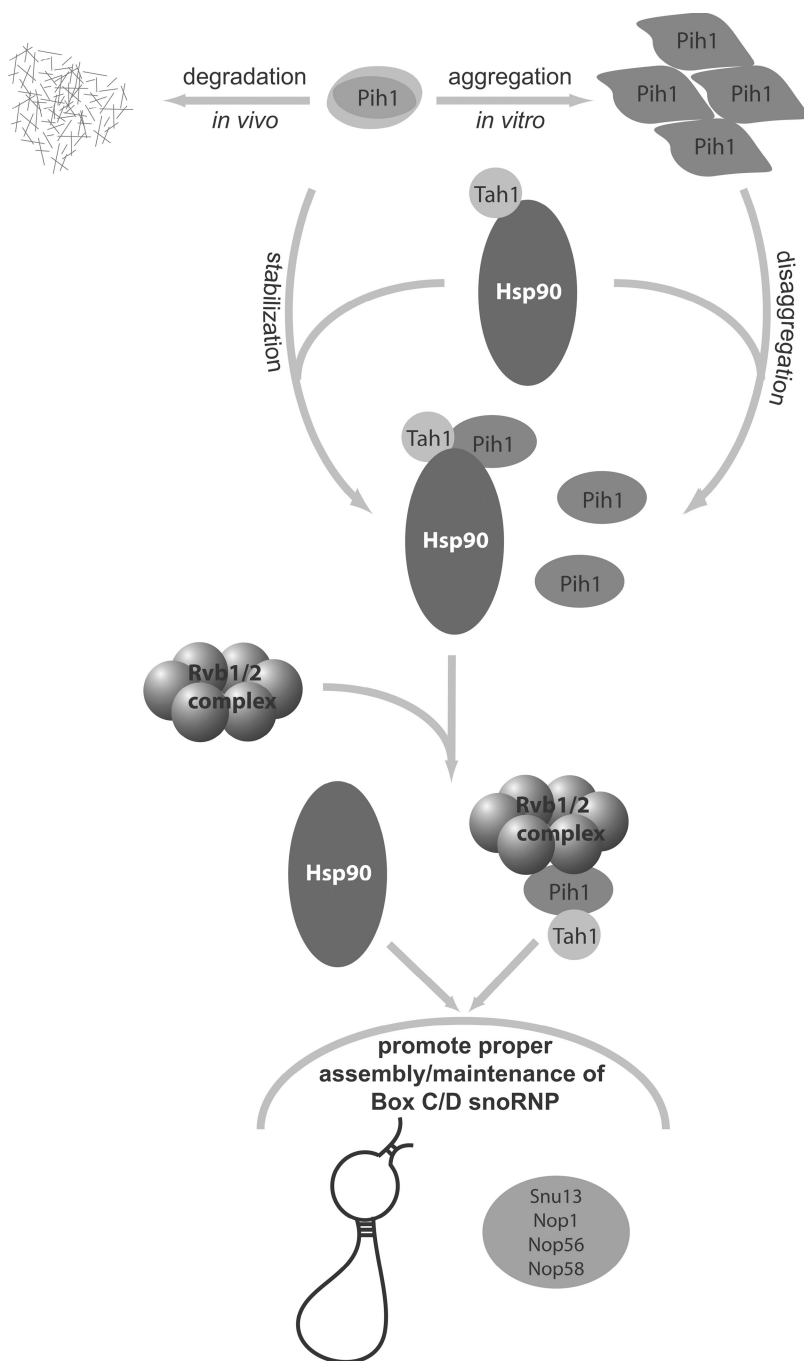 degradation
in vivo
Pih1
aggregation
in vitro
Pih1
Pih1
Pih1
Pih1
Tah1
Hsp90
stabilization
disaggregation
Tah1
Pih1
Hsp90
Pih1
Pih1
Rvb1/2
complex
Rvb1/2
complex
Hsp90
Pih1
Tah1
promote proper
assembly/maintenance of
Box C/D snoRNP
Snu13
Nop1
Nop56
Nop58